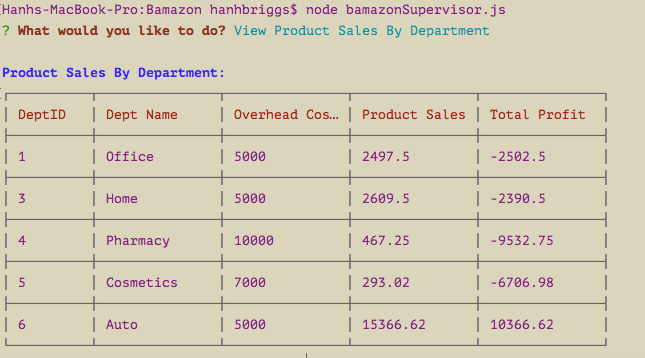 Hanhs-MacBook-Pro:Bamazon hanhbriggs$ node bamazonSupervisor.js
? What would you like to do? View Product Sales By Department
Product Sales By Department:
DeptID Dept Name Overhead Cos… Product Sales Total Profit
1 Office 5000 2497.5 -2502.5
3 Home 5000 2609.5 -2390.5
4 Pharmacy 10000 467.25 -9532.75
5 Cosmetics 7000 293.02 -6706.98
6 Auto 5000 15366.62 10366.62